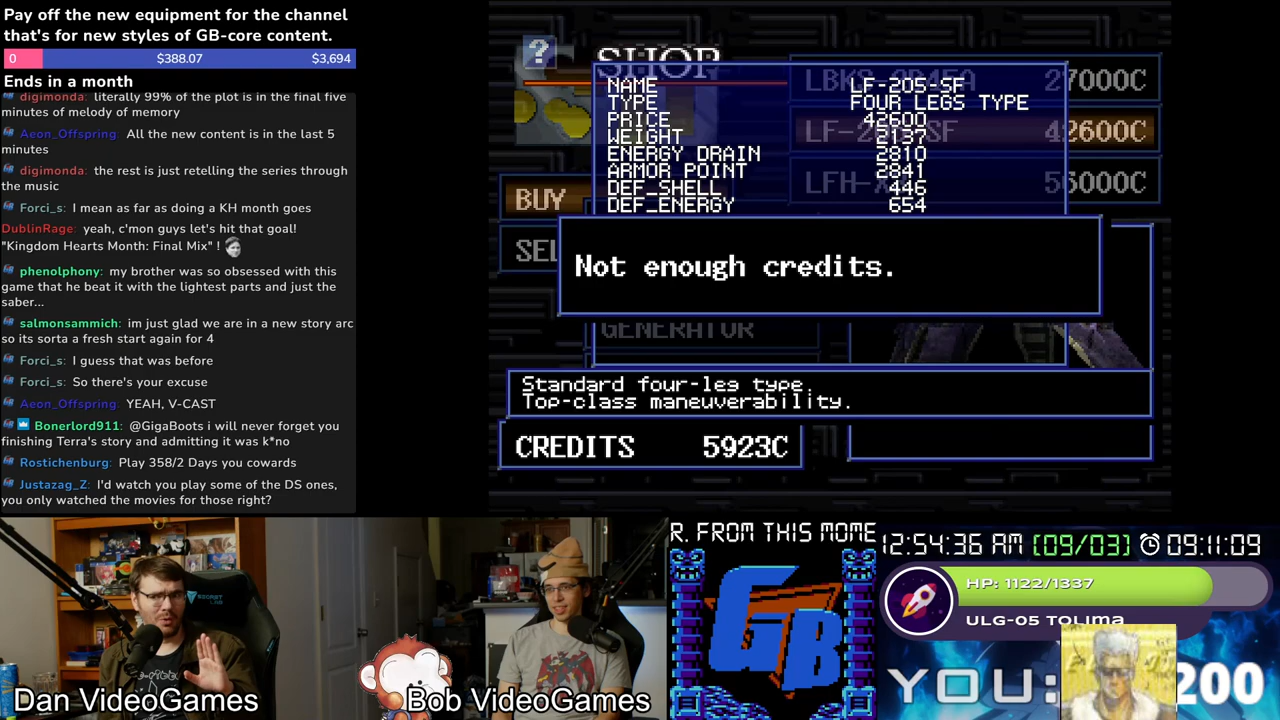 Pay off the new equipment for the channel
that's for new styles of GB-core content.
0 $388.07 $3,694
Ends in a month
digimonda: literally 99% of the plot is in the final five
minutes of melody of memory
Aeon_Offspring: All the new content is in the last 5
minutes
digimonda: the rest is just retelling the series through
the music
Forci_s: I mean as far as doing a KH month goes
DublinRage: yeah, c'mon guys let's hit that goal!
"Kingdom Hearts Month: Final Mix" !
phenolphony: my brother was so obsessed with this
game that he beat it with the lightest parts and just the
saber...
salmonsammich: im just glad we are in a new story arc
so its sorta a fresh start again for 4
Forci_s: I guess that was before
Forci_s: So there's your excuse
Aeon_Offspring: YEAH, V-CAST
Bonerlord911: @GigaBoots i will never forget you
finishing Terra's story and admitting it was k*no
Rostichenburg: Play 358/2 Days you cowards
Justazag_Z: I'd watch you play some of the DS ones,
you only watched the movies for those right?
?
SHOP
27000C
42600C
LFH-X
BUY
SEL
NAME LF-205-SF
TYPE FOUR LEGS TYPE
PRICE 42600
WEIGHT 2137
ENERGY DRAIN 2810
ARMOR POINT 2841
DEF_SHELL 446
DEF_ENERGY 654
Not enough credits.
GENERATOR
Standard four-leg type.
Top-class maneuverability.
CREDITS 5923C
Dan VideoGames
Bob VideoGames
R. FROM THIS MOME
GB
12:54:36 AM [09/03] 09:11:09
HP: 1122/1337
ULG-05 Tolima
YOU: 200